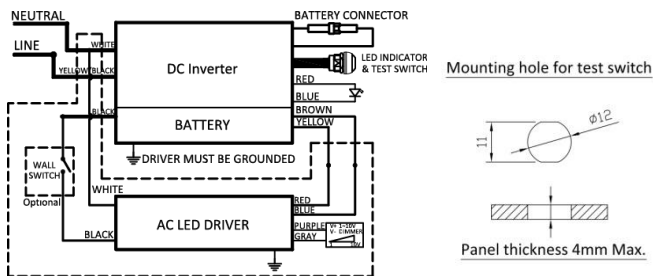 NEUTRAL
LINE
WHITE
YELLOW/BLACK
DC Inverter
BATTERY CONNECTOR
LED INDICATOR
& TEST SWITCH
RED
BLUE
BLACK
BATTERY
BROWN
YELLOW
DRIVER MUST BE GROUNDED
WALL
SWITCH
Optional
WHITE
BLACK
AC LED DRIVER
RED
BLUE
PURPLE
GRAY
V+ 1-10V
V- DIMMER
10V
Mounting hole for test switch
11
ø12
Panel thickness 4mm Max.